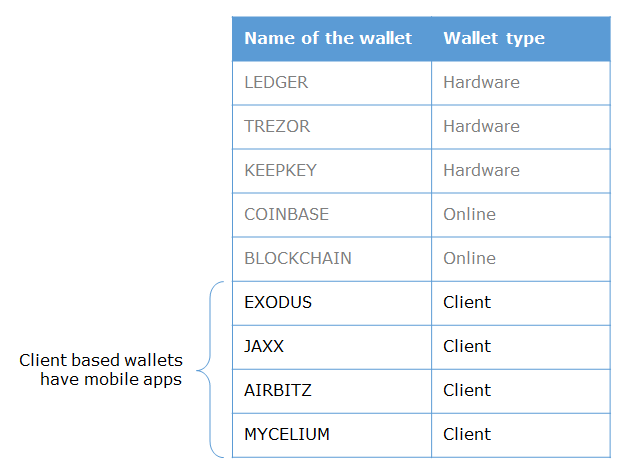 Name of the wallet Wallet type
LEDGER Hardware
TREZOR Hardware
KEEPKEY Hardware
COINBASE Online
BLOCKCHAIN Online
EXODUS Client
JAXX Client
AIRBITZ Client
MYCELIUM Client
Client based wallets
have mobile apps